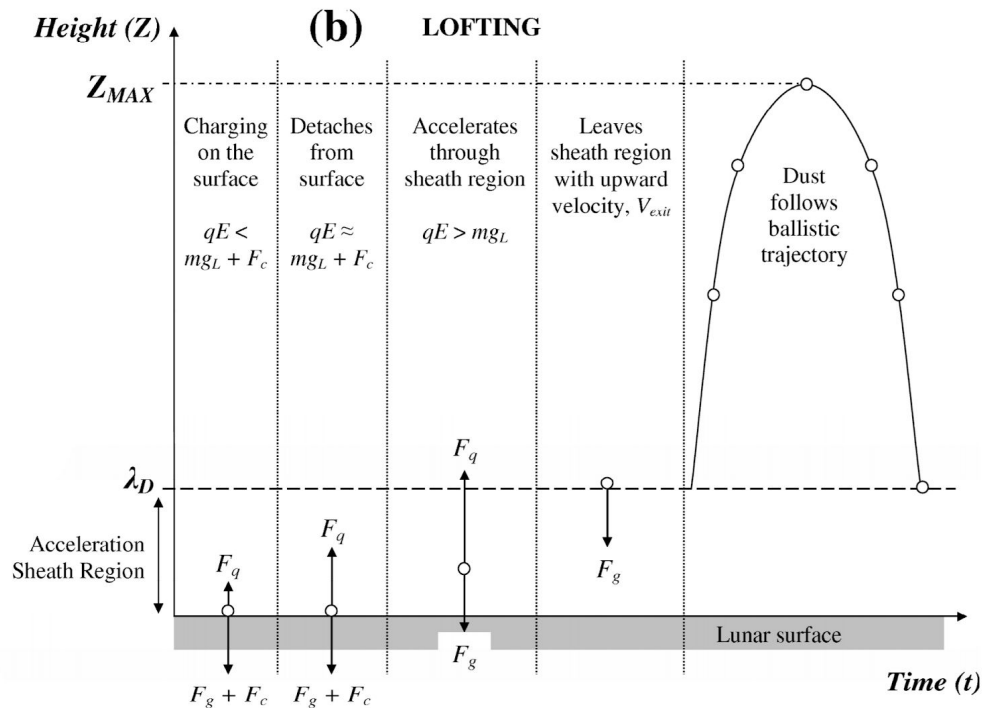 Height (Z)
(b)
LOFTING
Z_MAX
Charging
on the
surface
qE <
mg_L + F_c
Detaches
from
surface
qE ≈
mg_L + F_c
Accelerates
through
sheath region
qE > mg_L
Leaves
sheath region
with upward
velocity, V_exit
Dust
follows
ballistic
trajectory
λ_D
Acceleration
Sheath Region
F_q
F_q
F_q
F_g
F_g
F_g + F_c
F_g + F_c
Lunar surface
Time (t)